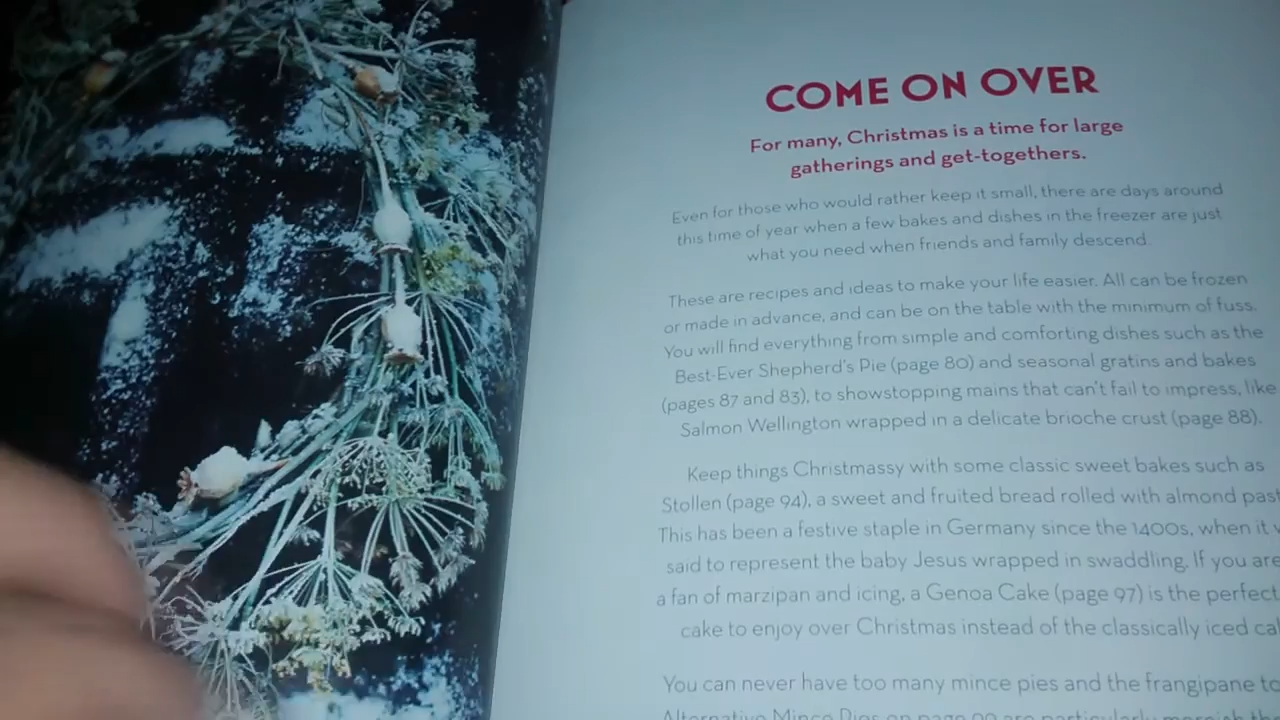 COME ON OVER
For many, Christmas is a time for large
gatherings and get-togethers.
Even for those who would rather keep it small, there are days around
this time of year when a few bakes and dishes in the freezer are just
what you need when friends and family descend.
These are recipes and ideas to make your life easier. All can be frozen
or made in advance, and can be on the table with the minimum of fuss.
You will find everything from simple and comforting dishes such as the
Best-Ever Shepherd's Pie (page 80) and seasonal gratins and bakes
(pages 87 and 83), to showstopping mains that can't fail to impress, like
Salmon Wellington wrapped in a delicate brioche crust (page 88).
Keep things Christmassy with some classic sweet bakes such as
Stollen (page 94), a sweet and fruited bread rolled with almond
This has been a festive staple in Germany since the 1400s, when it
said to represent the baby Jesus wrapped in swaddling. If you are
a fan of marzipan and icing, a Genoa Cake (page 97) is the perfect
cake to enjoy over Christmas instead of the classically iced
You can never have too many mince pies and the frangipane
Alternative Mince Pies on page 99 are particularly